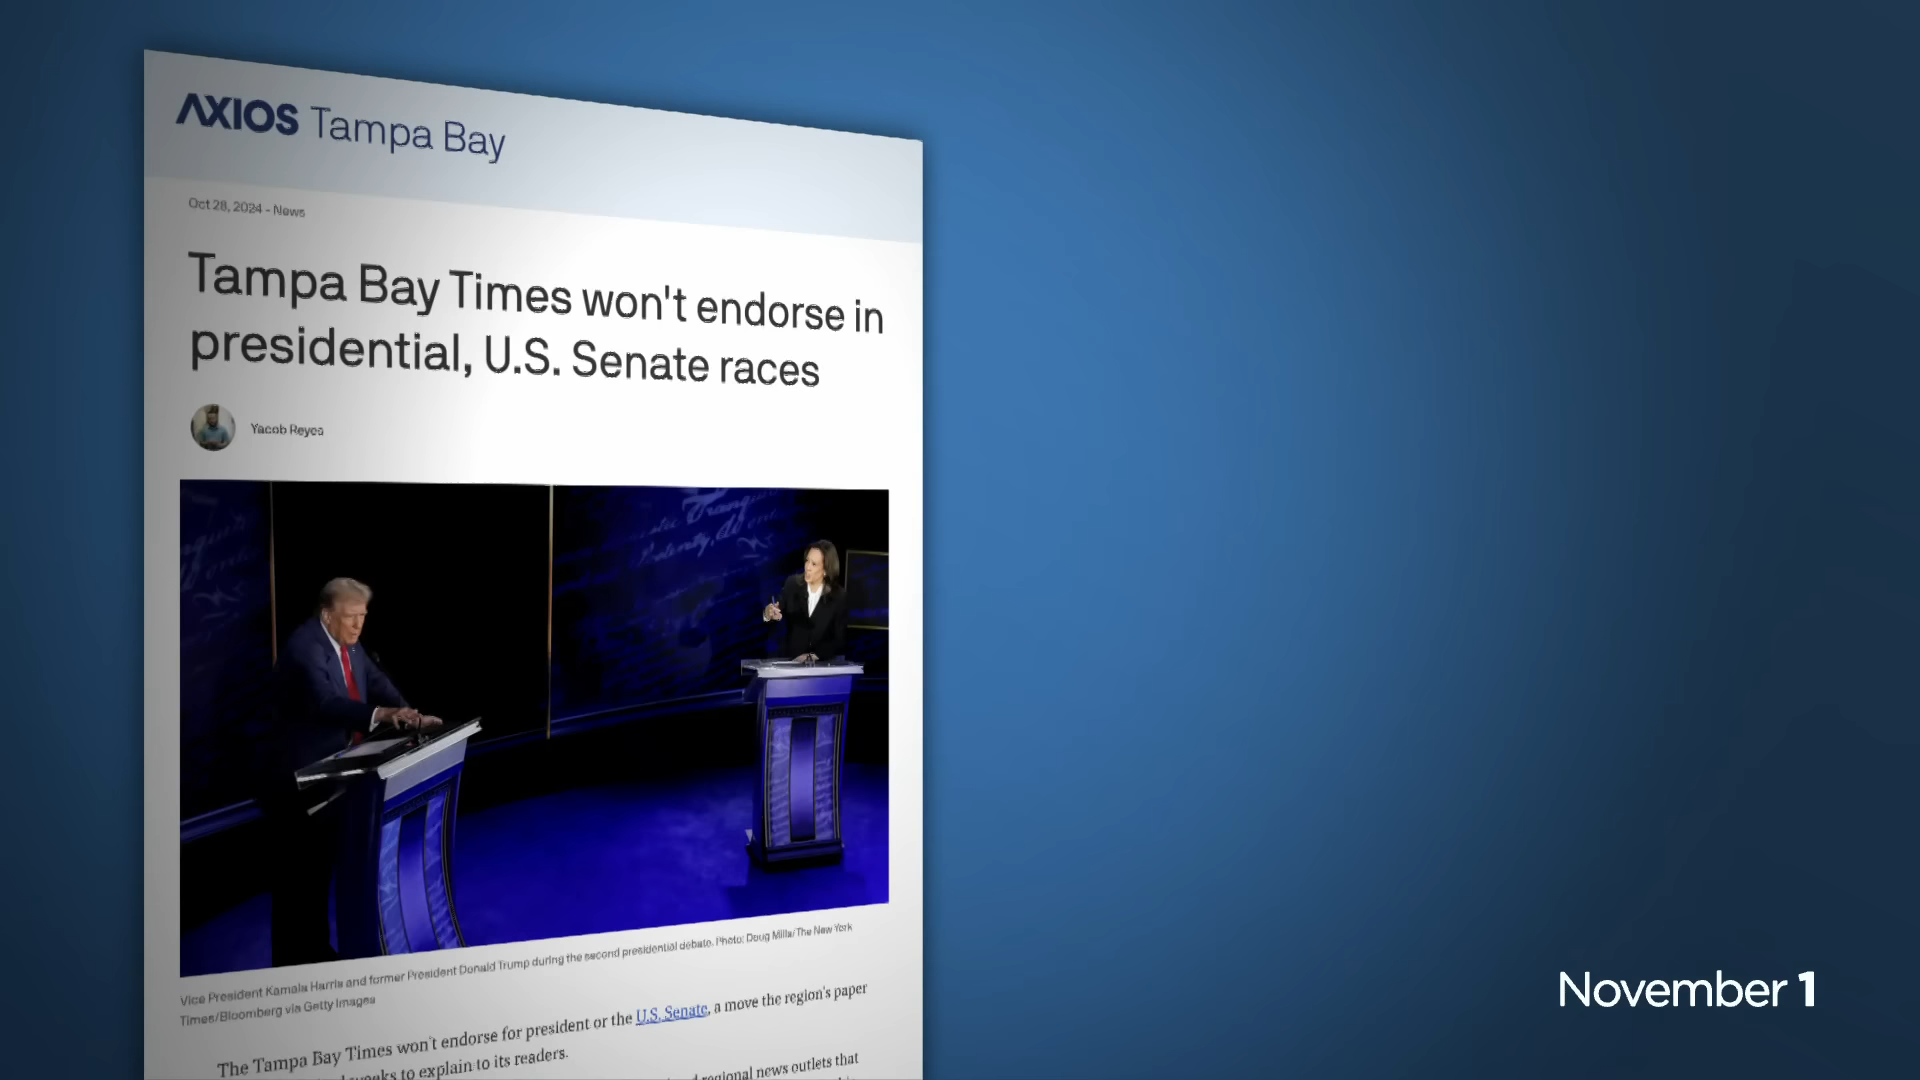 AXIOS Tampa Bay
Oct 28, 2024 - News
Tampa Bay Times won't endorse in
presidential, U.S. Senate races
Yacob Reyes
Vice President Kamala Harris and former President Donald Trump during the second presidential debate. Photo: Doug Mills/The New York
Times/Bloomberg via Getty Images
The Tampa Bay Times won't endorse for president or the U.S. Senate, a move the region's paper
to explain to its readers.
regional news outlets that
November 1